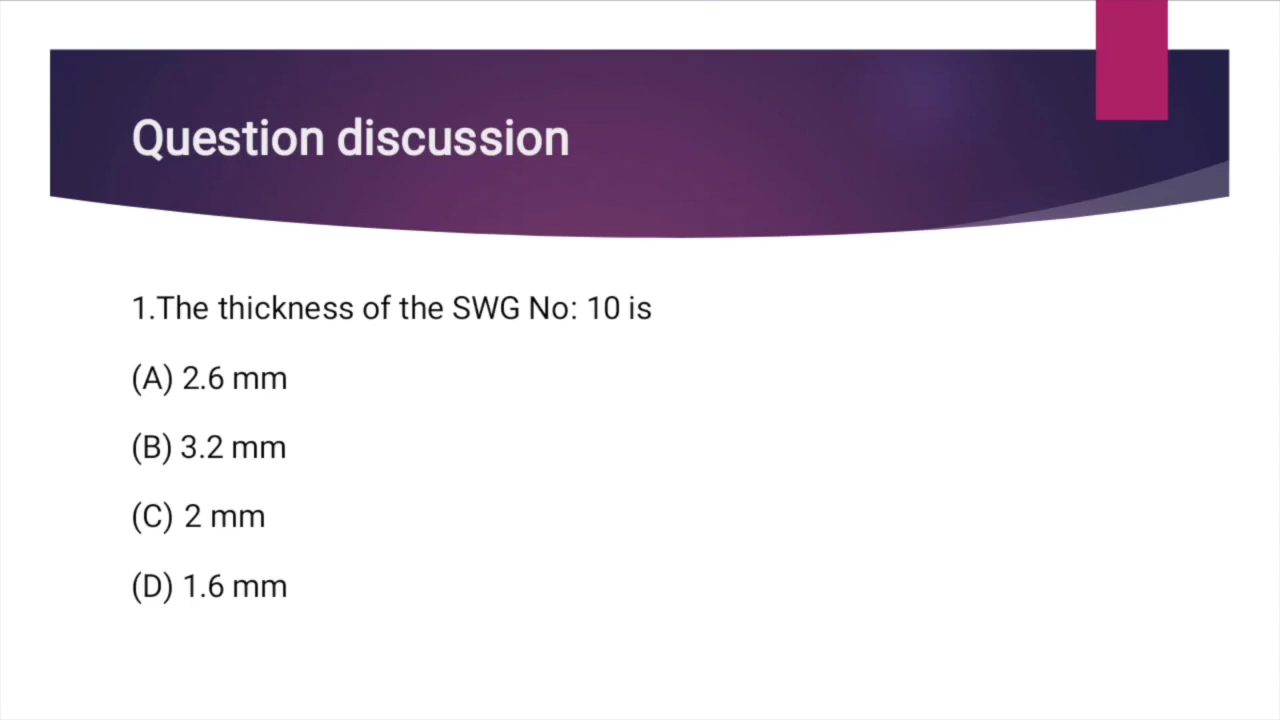 Question discussion
1.The thickness of the SWG No: 10 is
(A) 2.6 mm
(B) 3.2 mm
(C) 2 mm
(D) 1.6 mm